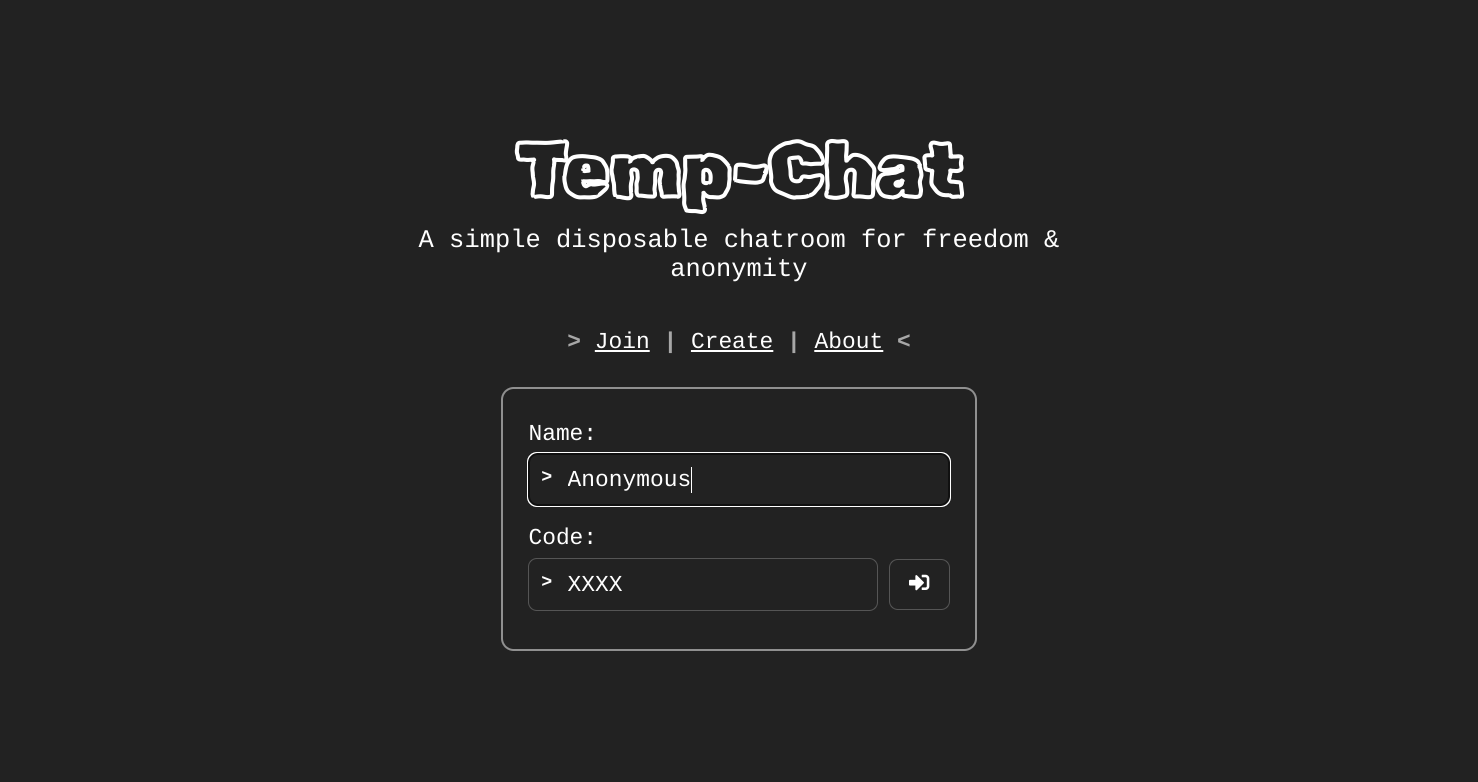 Temp-Chat
A simple disposable chatroom for freedom &
anonymity
> Join | Create | About <
Name:
> Anonymous
Code:
> XXXX